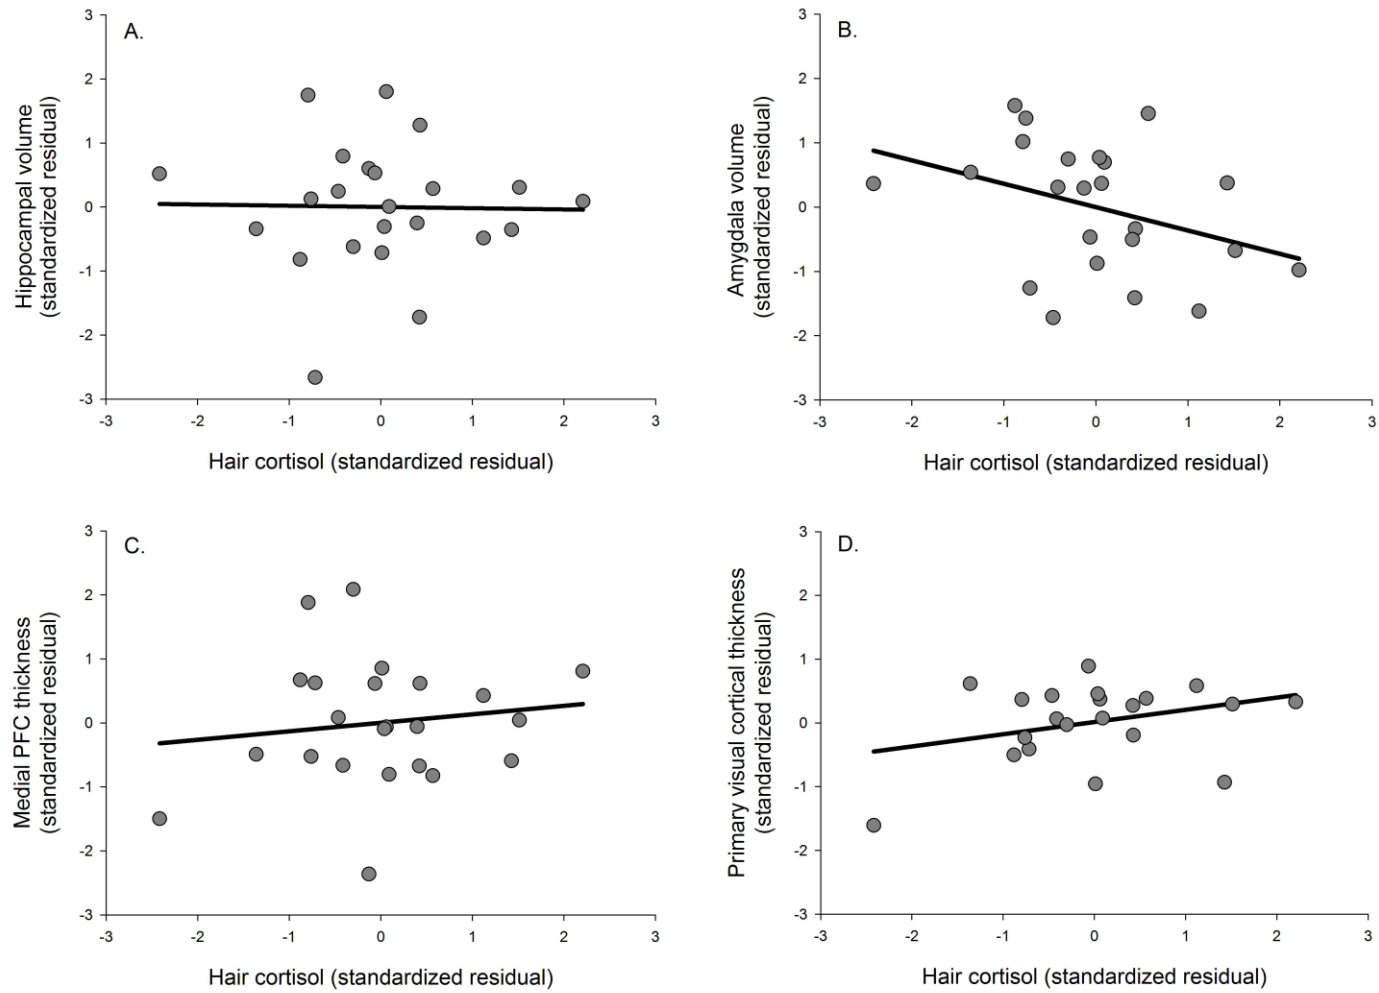 A.
3
2
1
0
-1
-2
-3
Hippocampal volume
(standardized residual)
-3 -2 -1 0 1 2 3
Hair cortisol (standardized residual)
B.
3
2
1
0
-1
-2
-3
Amygdala volume
(standardized residual)
-3 -2 -1 0 1 2 3
Hair cortisol (standardized residual)
C.
3
2
1
0
-1
-2
-3
Medial PFC thickness
(standardized residual)
-3 -2 -1 0 1 2 3
Hair cortisol (standardized residual)
D.
3
2
1
0
-1
-2
-3
Primary visual cortical thickness
(standardized residual)
-3 -2 -1 0 1 2 3
Hair cortisol (standardized residual)